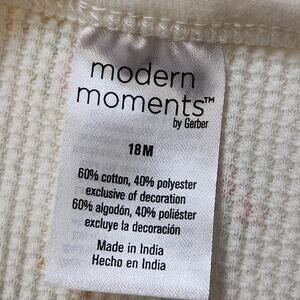 modern
moments™
by Gerber
18M
60% cotton, 40% polyester
exclusive of decoration
60% algodón, 40% poliéster
excluye la decoración
Made in India
Hecho en India